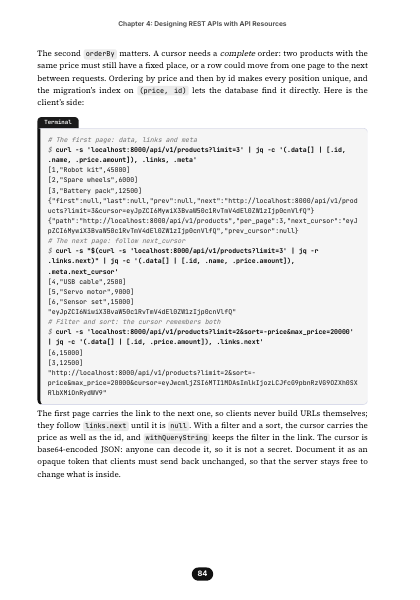 Chapter 4: Designing REST APIs with API Resources
The second orderBy matters. A cursor needs a complete order: two products with the
same price must still have a fixed place, or a row could move from one page to the next
between requests. Ordering by price and then by id makes every position unique, and
the migration's index on (price, id) lets the database find it directly. Here is the
client's side:
Terminal
# The first page: data, links and meta
$ curl -s 'localhost:8000/api/v1/products?limit=3' | jq -c '(.data[] | [.id,
.name, .price.amount]), .links, .meta'
[1,"Robot kit",45000]
[2,"Spare wheels",6000]
[3,"Battery pack",12500]
{"first":null,"last":null,"prev":null,"next":"http://localhost:8000/api/v1/prod
{"path":"http://localhost:8000/api/v1/products","per_page":3,"next_cursor":"eyJ
# The next page: follow next_cursor
$ curl -s "$(curl -s 'localhost:8000/api/v1/products?limit=3' | jq -r
.links.next)" | jq -c '(.data[] | [.id, .name, .price.amount]),
.meta.next_cursor'
[4,"USB cable",2500]
[5,"Servo motor",9000]
[6,"Sensor set",15000]
# Filter and sort: the cursor remembers both
$ curl -s 'localhost:8000/api/v1/products?limit=2&sort=-price&max_price=20000'
| jq -c '(.data[] | [.id, .price.amount]), .links.next'
[6,15000]
[3,12500]
"http://localhost:8000/api/v1/products?limit=2&sort=-
The first page carries the link to the next one, so clients never build URLs themselves;
they follow links.next until it is null. With a filter and a sort, the cursor carries the
price as well as the id, and withQueryString keeps the filter in the link. The cursor is
base64-encoded JSON: anyone can decode it, so it is not a secret. Document it as an
opaque token that clients must send back unchanged, so that the server stays free to
change what is inside.
84